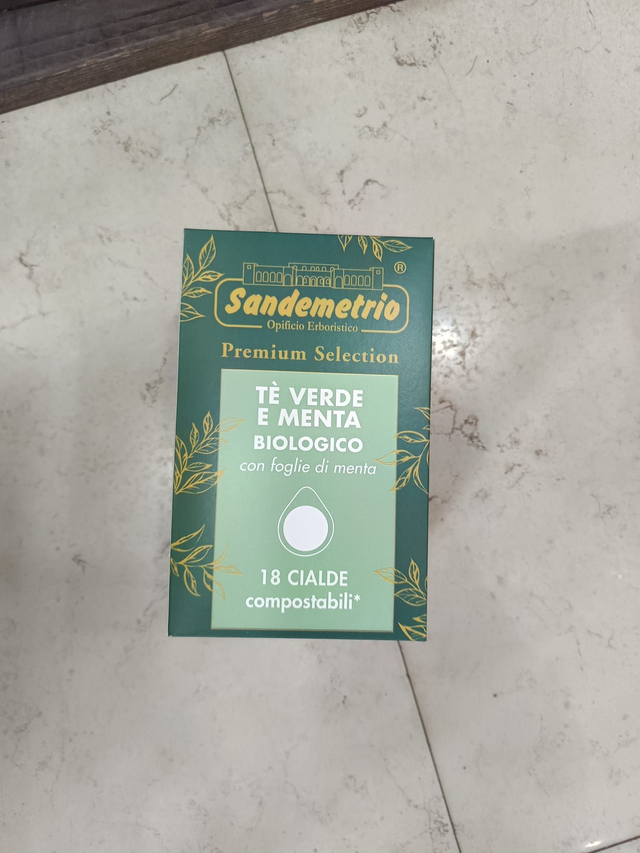 ®
Sandemetrio
Opificio Erboristico
Premium Selection
TÈ VERDE
E MENTA
BIOLOGICO
con foglie di menta
18 CIALDE
compostabili*